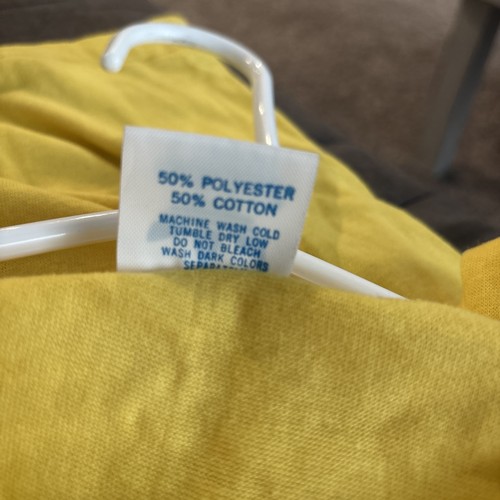 50% POLYESTER
50% COTTON
MACHINE WASH COLD
TUMBLE DRY LOW
DO NOT BLEACH
WASH DARK COLORS